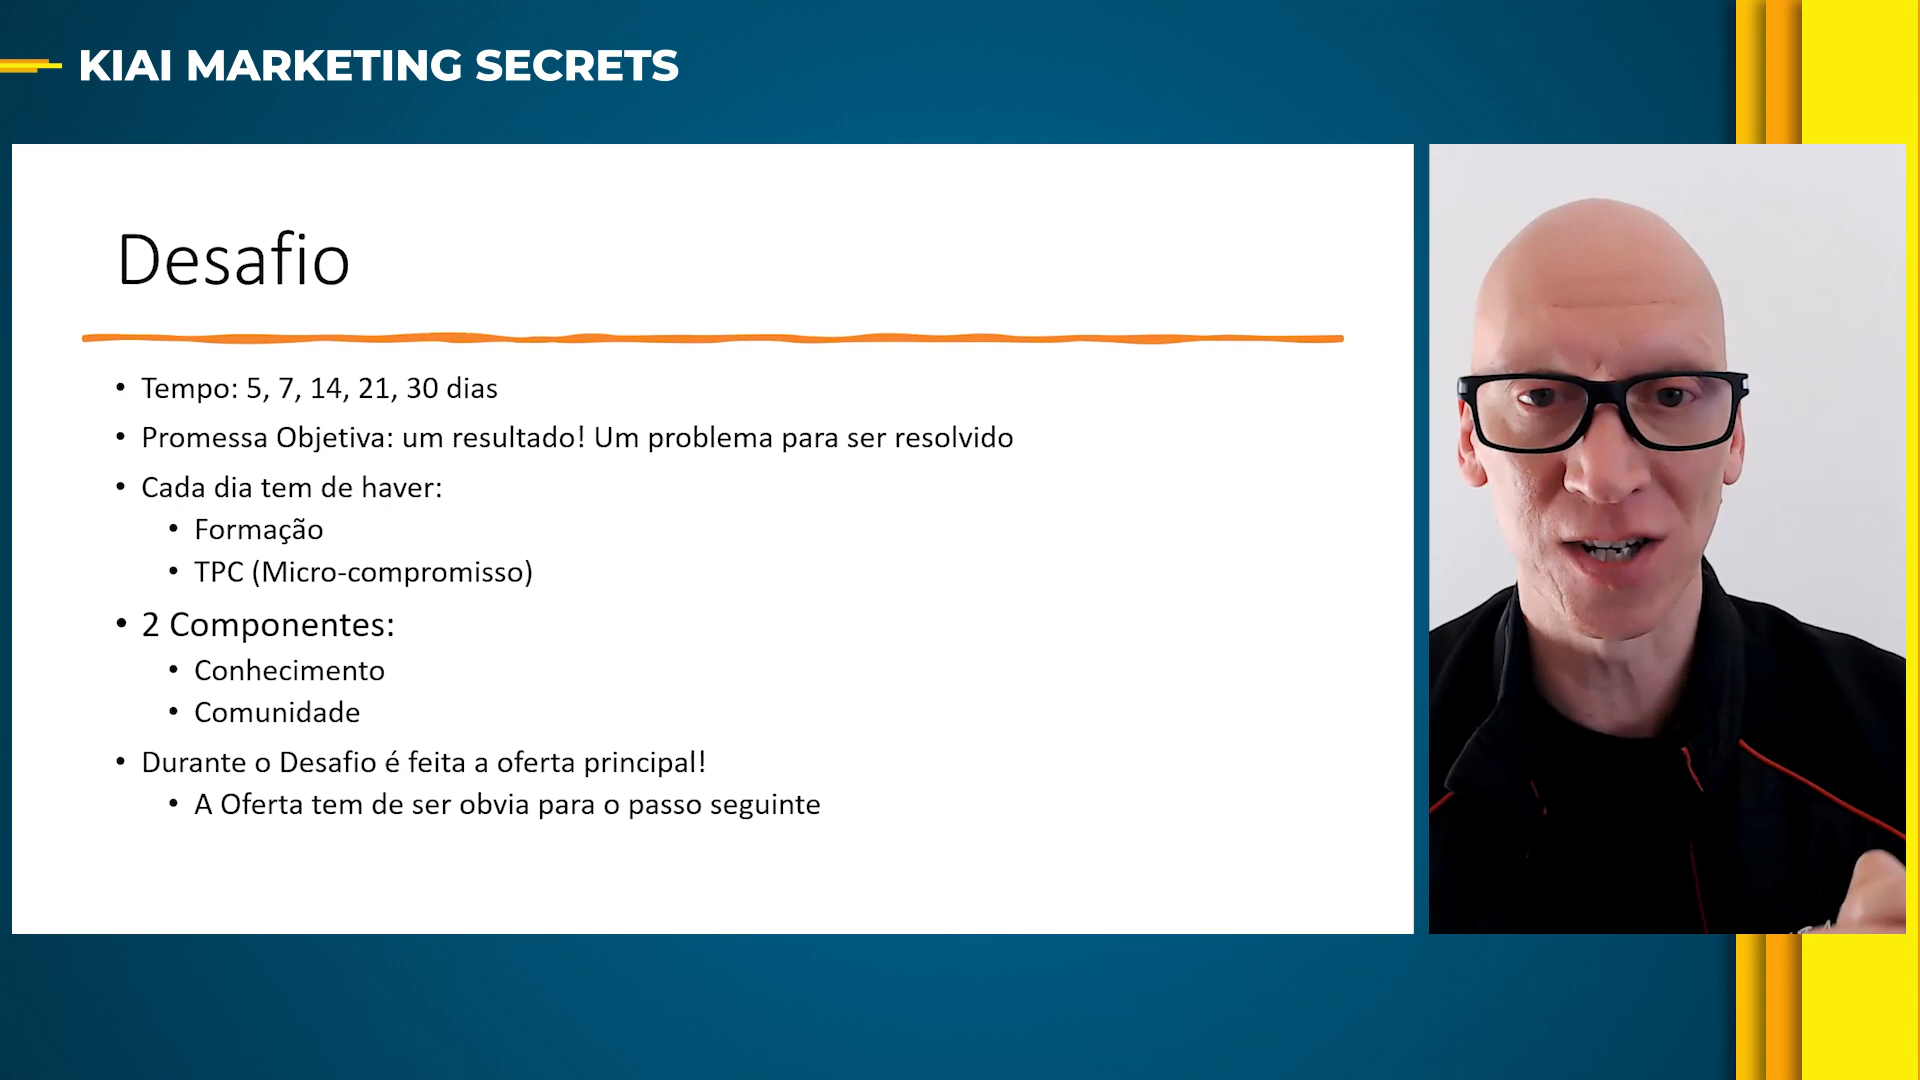 KIAI MARKETING SECRETS
Desafio
• Tempo: 5, 7, 14, 21, 30 dias
• Promessa Objetiva: um resultado! Um problema para ser resolvido
• Cada dia tem de haver:
• Formação
• TPC (Micro-compromisso)
• 2 Componentes:
• Conhecimento
• Comunidade
• Durante o Desafio é feita a oferta principal!
• A Oferta tem de ser obvia para o passo seguinte